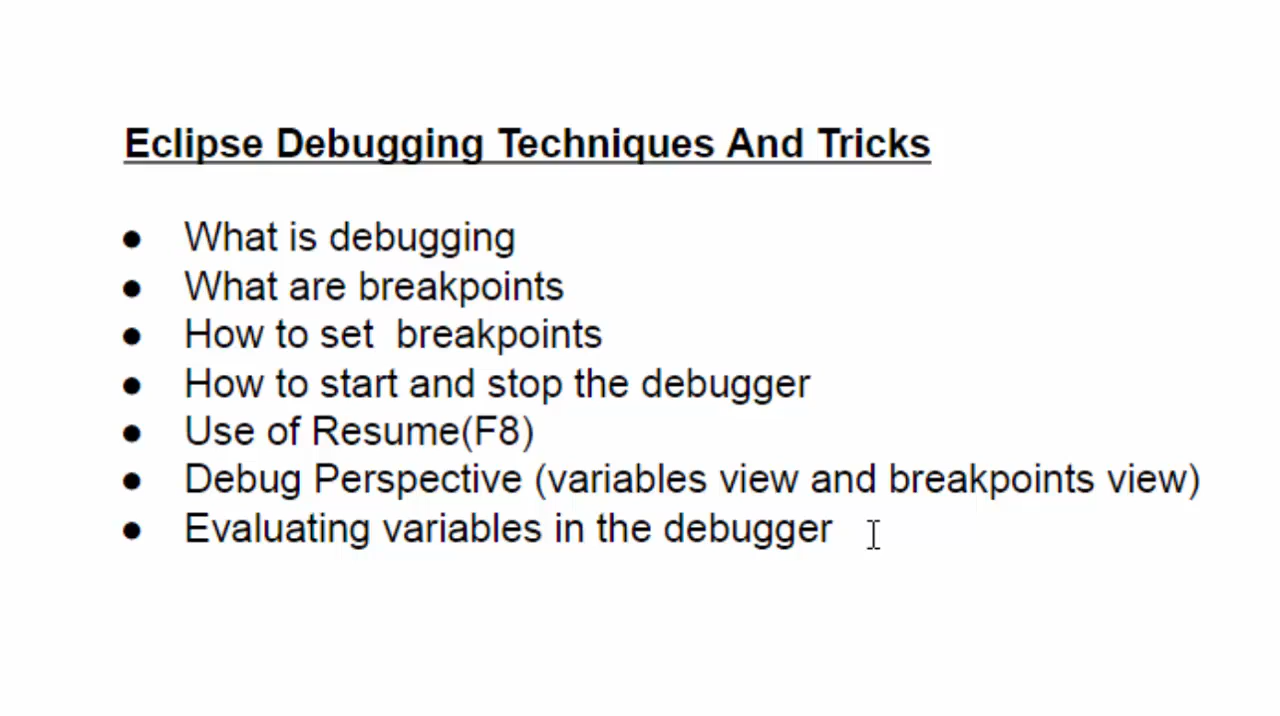 Eclipse Debugging Techniques And Tricks
● What is debugging
● What are breakpoints
● How to set  breakpoints
● How to start and stop the debugger
● Use of Resume(F8)
● Debug Perspective (variables view and breakpoints view)
● Evaluating variables in the debugger